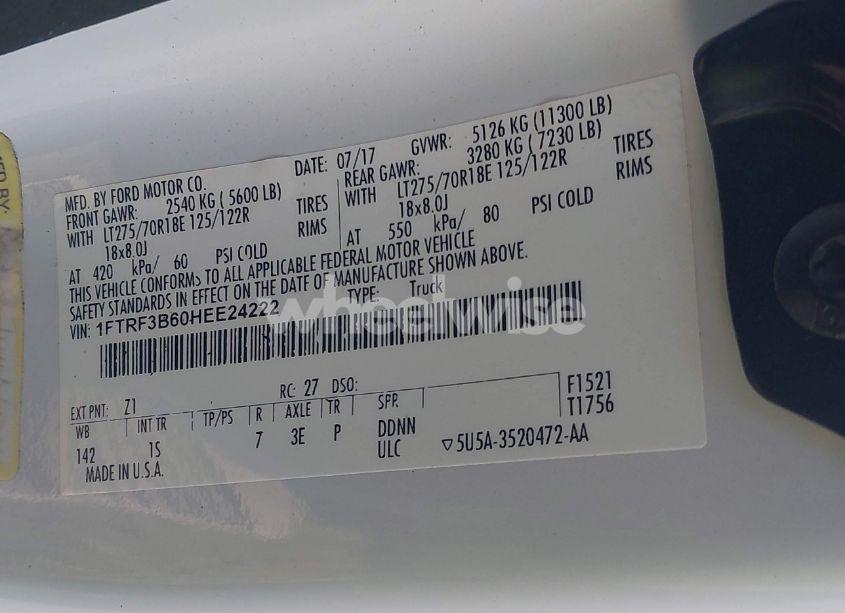 MFD. BY FORD MOTOR CO.
DATE: 07/17
GVWR: 5126 KG (11300 LB)
FRONT GAWR: 2540 KG ( 5600 LB)
REAR GAWR: 3280 KG ( 7230 LB)
WITH LT275/70R18E 125/122R TIRES
WITH LT275/70R18E 125/122R TIRES
18x8.0J RIMS
18x8.0J RIMS
AT 420 kPa/ 60 PSI COLD
AT 550 kPa/ 80 PSI COLD
THIS VEHICLE CONFORMS TO ALL APPLICABLE FEDERAL MOTOR VEHICLE
SAFETY STANDARDS IN EFFECT ON THE DATE OF MANUFACTURE SHOWN ABOVE.
VIN: 1FTRF3B60HEE24222
TYPE: Truck
wheelwise
EXT PNT: Z1 RC: 27 DSO:
WB INT TR TP/PS R AXLE TR SPR
142 1S 7 3E P DDNN
ULC
F1521
T1756
MADE IN U.S.A.
5U5A-3520472-AA